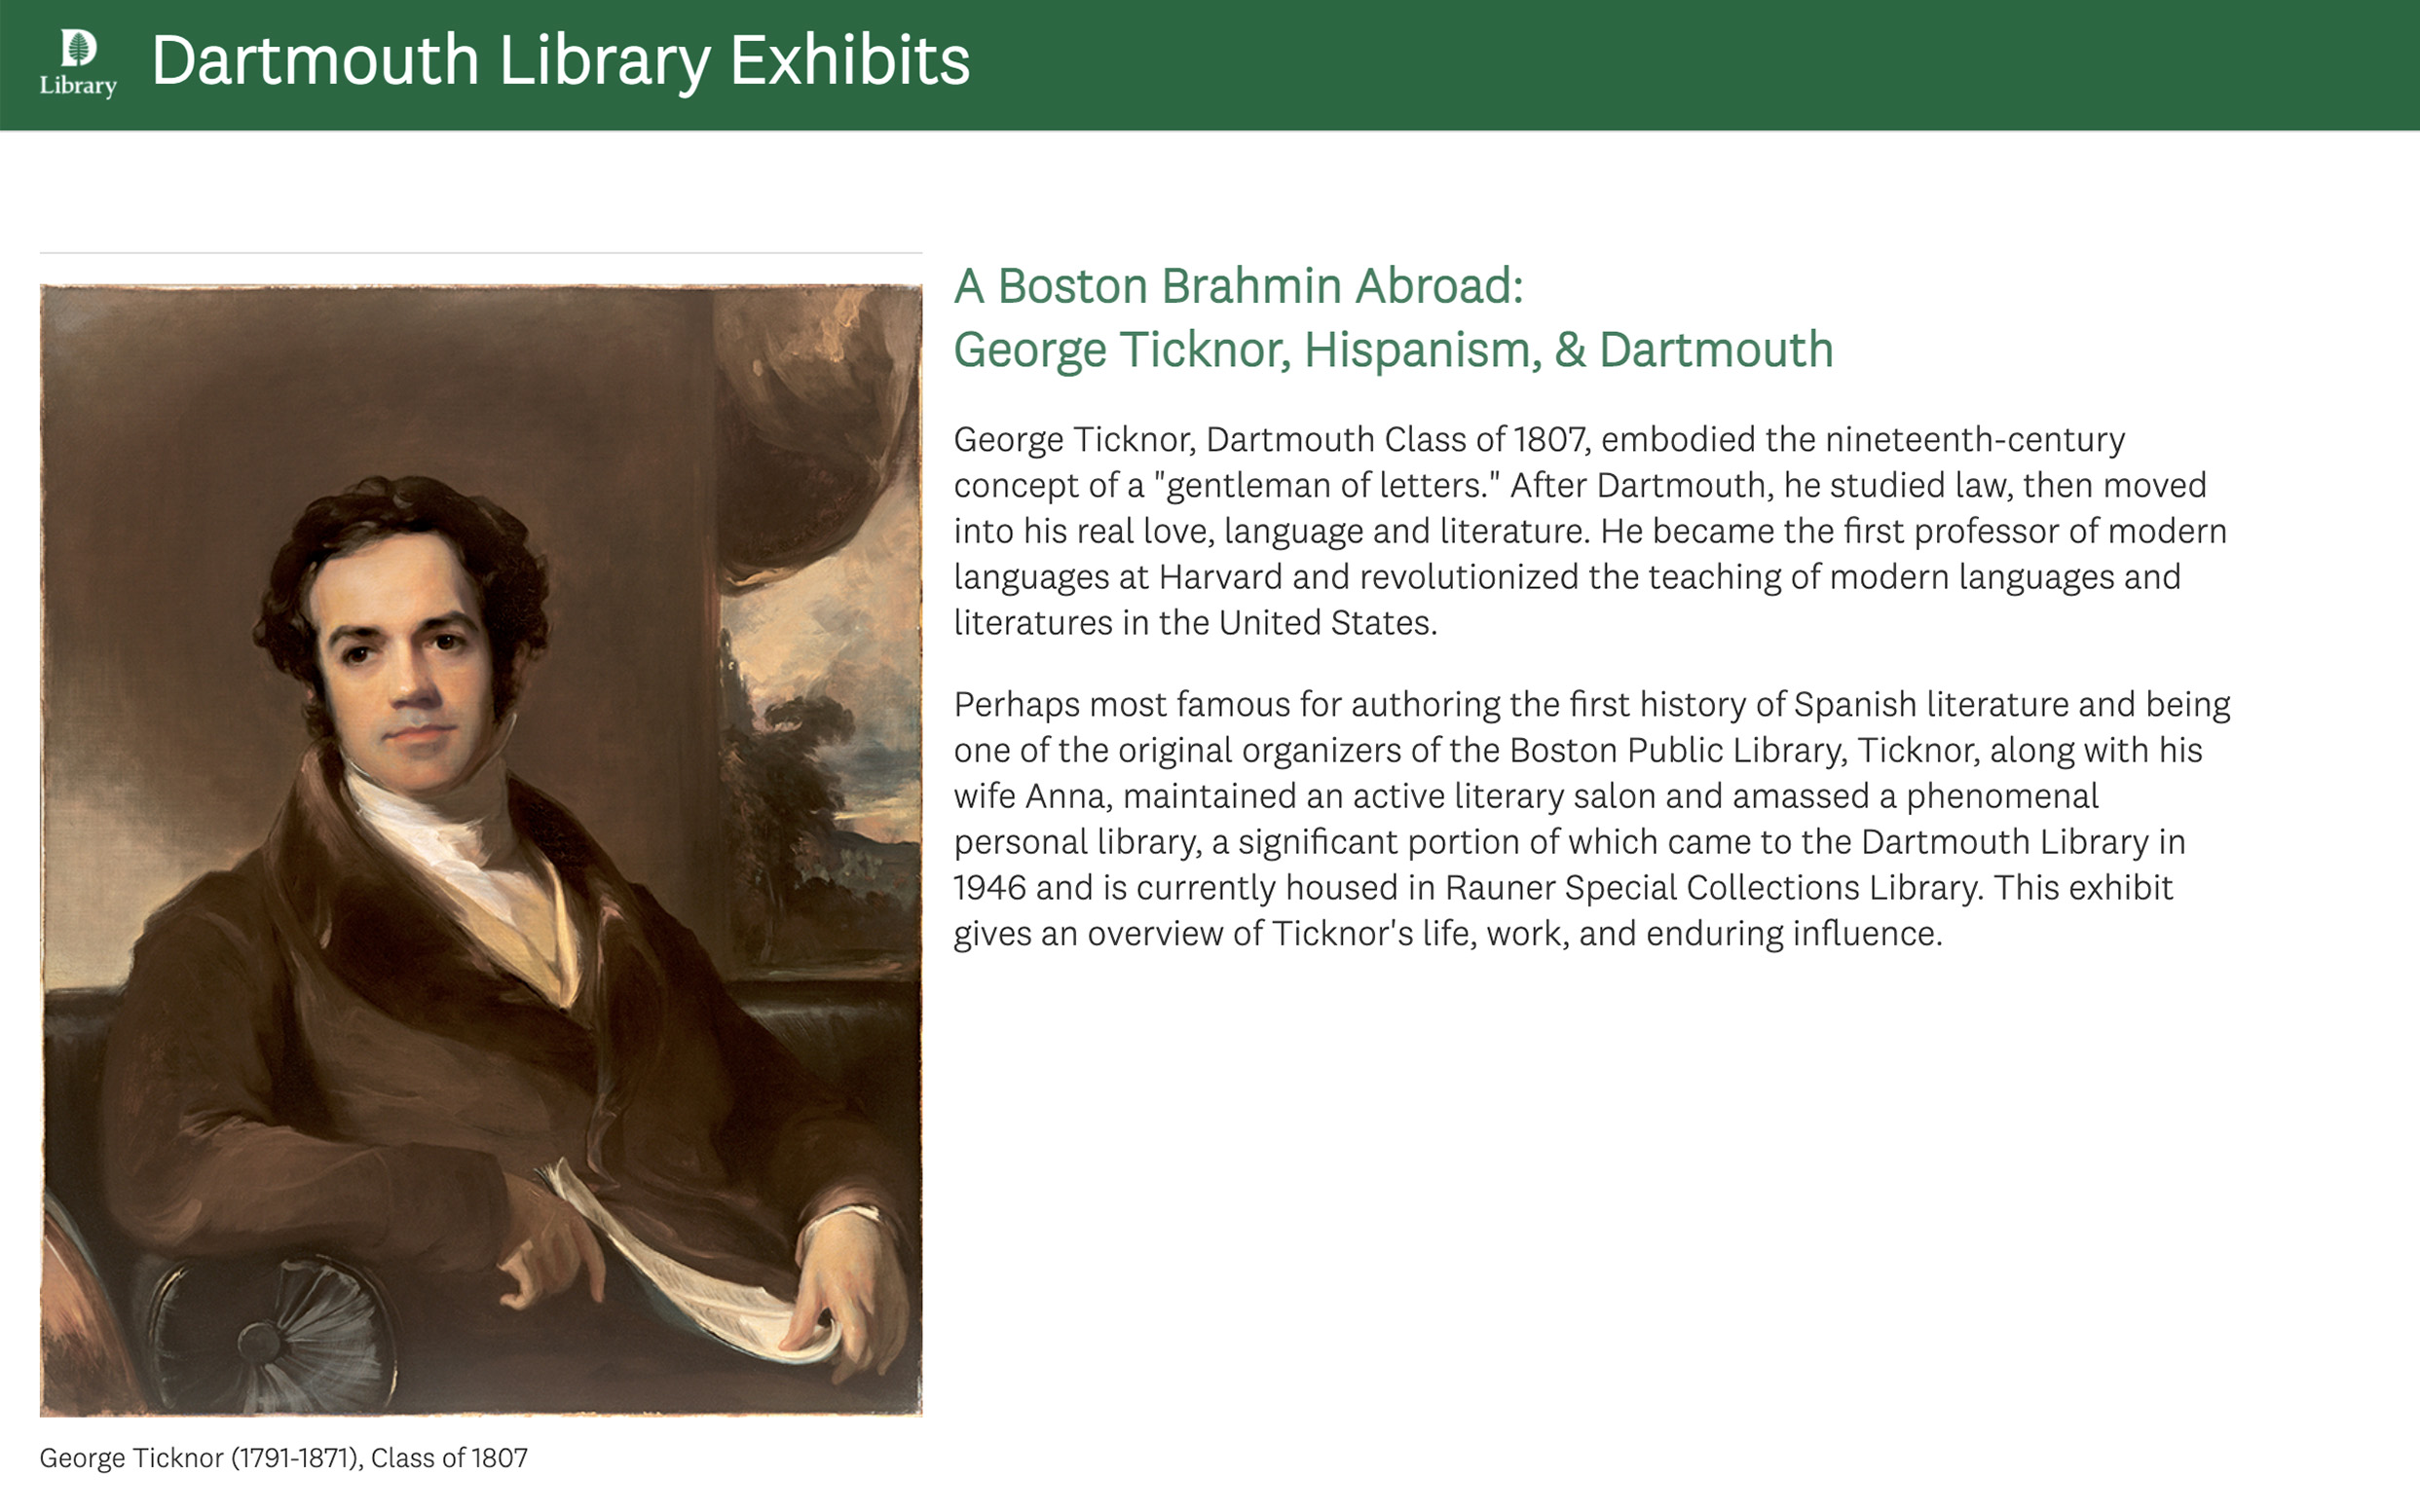 Library
Dartmouth Library Exhibits
A Boston Brahmin Abroad:
George Ticknor, Hispanism, & Dartmouth
George Ticknor, Dartmouth Class of 1807, embodied the nineteenth-century
concept of a "gentleman of letters." After Dartmouth, he studied law, then moved
into his real love, language and literature. He became the first professor of modern
languages at Harvard and revolutionized the teaching of modern languages and
literatures in the United States.
Perhaps most famous for authoring the first history of Spanish literature and being
one of the original organizers of the Boston Public Library, Ticknor, along with his
wife Anna, maintained an active literary salon and amassed a phenomenal
personal library, a significant portion of which came to the Dartmouth Library in
1946 and is currently housed in Rauner Special Collections Library. This exhibit
gives an overview of Ticknor's life, work, and enduring influence.
George Ticknor (1791-1871), Class of 1807